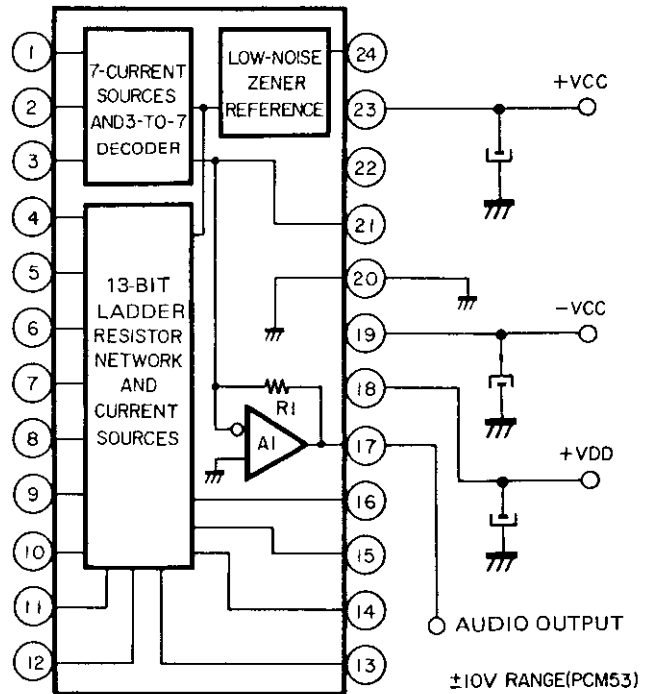 1
2
3
4
5
6
7
8
9
10
11
12
7-CURRENT
SOURCES
AND3-TO-7
DECODER
LOW-NOISE
ZENER
REFERENCE
13-BIT
LADDER
RESISTOR
NETWORK
AND
CURRENT
SOURCES
R1
A1
24
23
22
21
20
19
18
17
16
15
14
13
+VCC
-VCC
+VDD
AUDIO OUTPUT
±10V RANGE(PCM53)